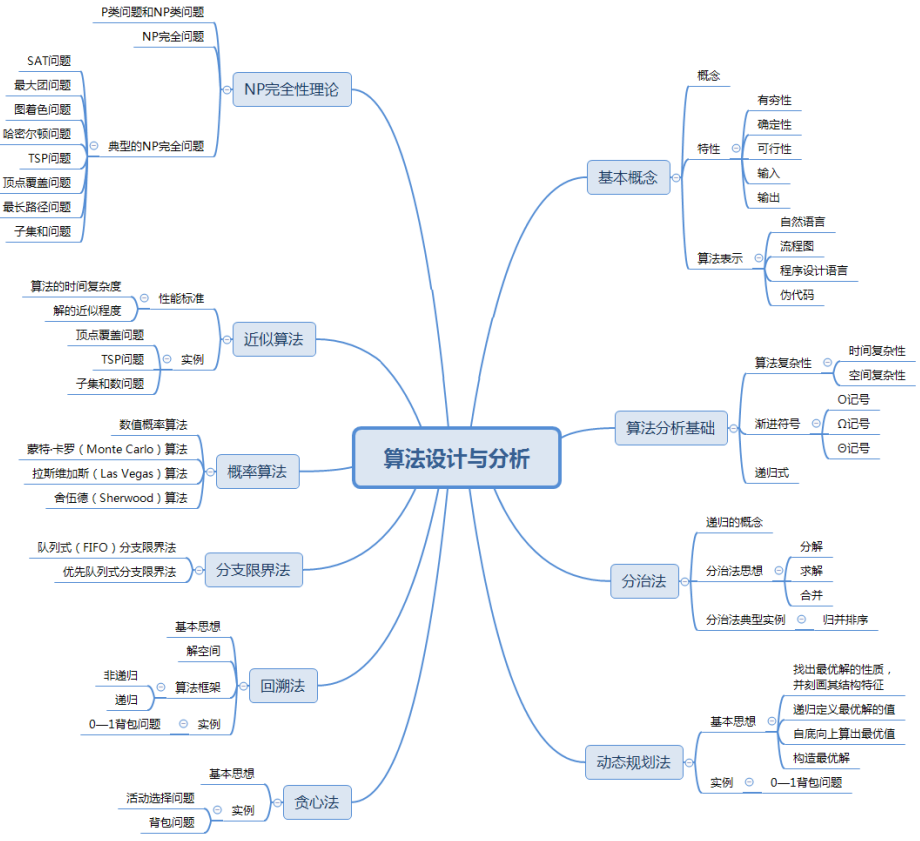 算法设计与分析
基本概念
概念
特性
有穷性
确定性
可行性
输入
输出
算法表示
自然语言
流程图
程序设计语言
伪代码
算法分析基础
算法复杂性
时间复杂性
空间复杂性
渐进符号
O记号
Ω记号
Θ记号
递归式
分治法
递归的概念
分治法思想
分解
求解
合并
分治法典型实例
归并排序
动态规划法
基本思想
找出最优解的性质，
并刻画其结构特征
递归定义最优解的值
自底向上算出最优值
构造最优解
实例
0—1背包问题
NP完全性理论
P类问题和NP类问题
NP完全问题
典型的NP完全问题
SAT问题
最大团问题
图着色问题
哈密尔顿问题
TSP问题
顶点覆盖问题
最长路径问题
子集和问题
近似算法
性能标准
算法的时间复杂度
解的近似程度
实例
顶点覆盖问题
TSP问题
子集和数问题
概率算法
数值概率算法
蒙特·卡罗（Monte Carlo）算法
拉斯维加斯（Las Vegas）算法
舍伍德（Sherwood）算法
分支限界法
队列式（FIFO）分支限界法
优先队列式分支限界法
回溯法
基本思想
解空间
算法框架
非递归
递归
实例
0—1背包问题
贪心法
基本思想
实例
活动选择问题
背包问题